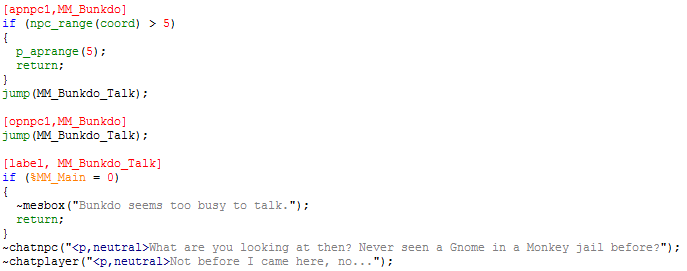 [apnpc1,MM_Bunkdo]
if (npc_range(coord) > 5)
{
p_aprange(5);
return;
}
jump(MM_Bunkdo_Talk);
[opnpc1,MM_Bunkdo]
jump(MM_Bunkdo_Talk);
[label, MM_Bunkdo_Talk]
if (%MM_Main = 0)
{
~mesbox("Bunkdo seems too busy to talk.");
return;
}
~chatnpc("<p,neutral>What are you looking at then? Never seen a Gnome in a Monkey jail before?");
~chatplayer("<p,neutral>Not before I came here, no...");